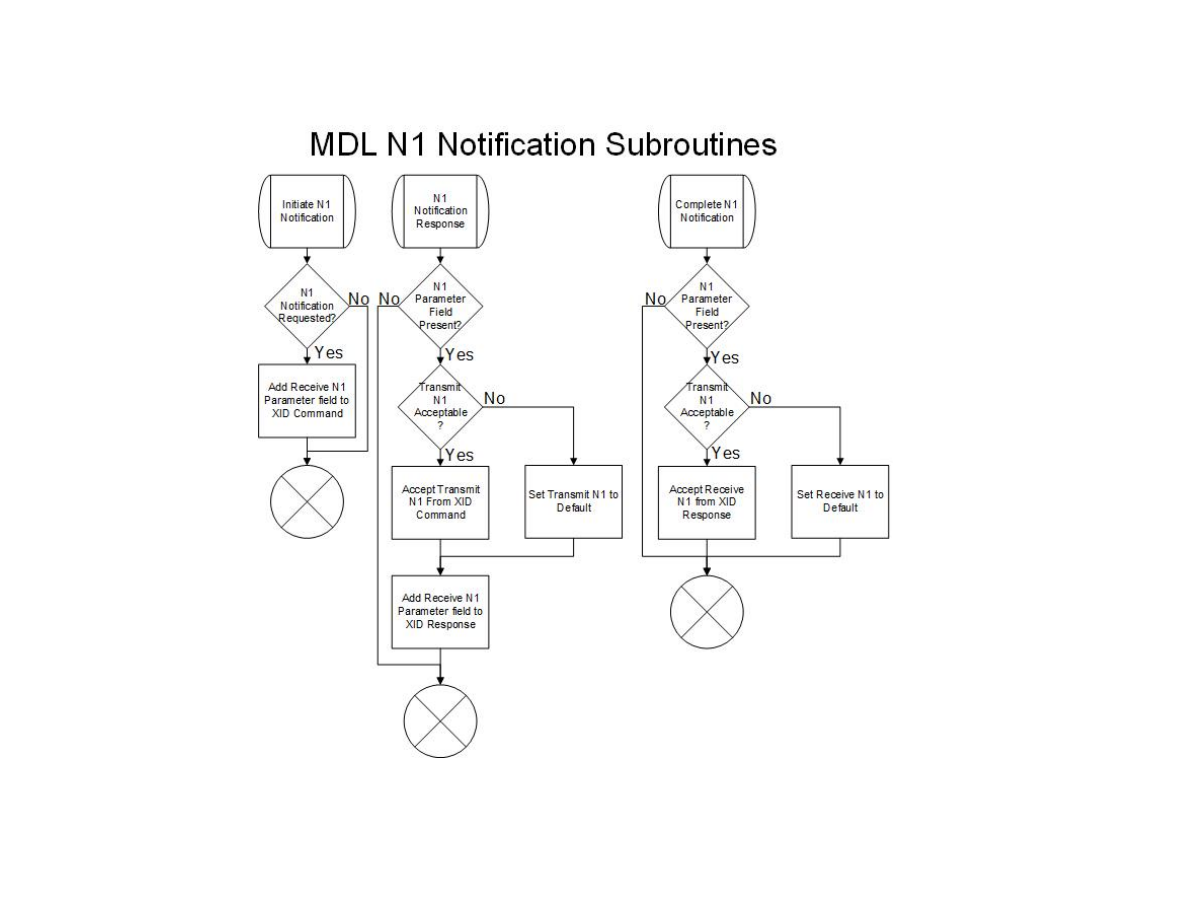 MDL N1 Notification Subroutines
Initiate N1
Notification
N1
Notification
Requested?
No
Yes
Add Receive N1
Parameter field to
XID Command
N1
Notification
Response
N1
Parameter
Field
Present?
No
Yes
Transmit
N1
Acceptable
?
No
Yes
Accept Transmit
N1 From XID
Command
Set Transmit N1 to
Default
Add Receive N1
Parameter field to
XID Response
Complete N1
Notification
N1
Parameter
Field
Present?
No
Yes
Transmit
N1
Acceptable
?
No
Yes
Accept Receive
N1 from XID
Response
Set Receive N1 to
Default